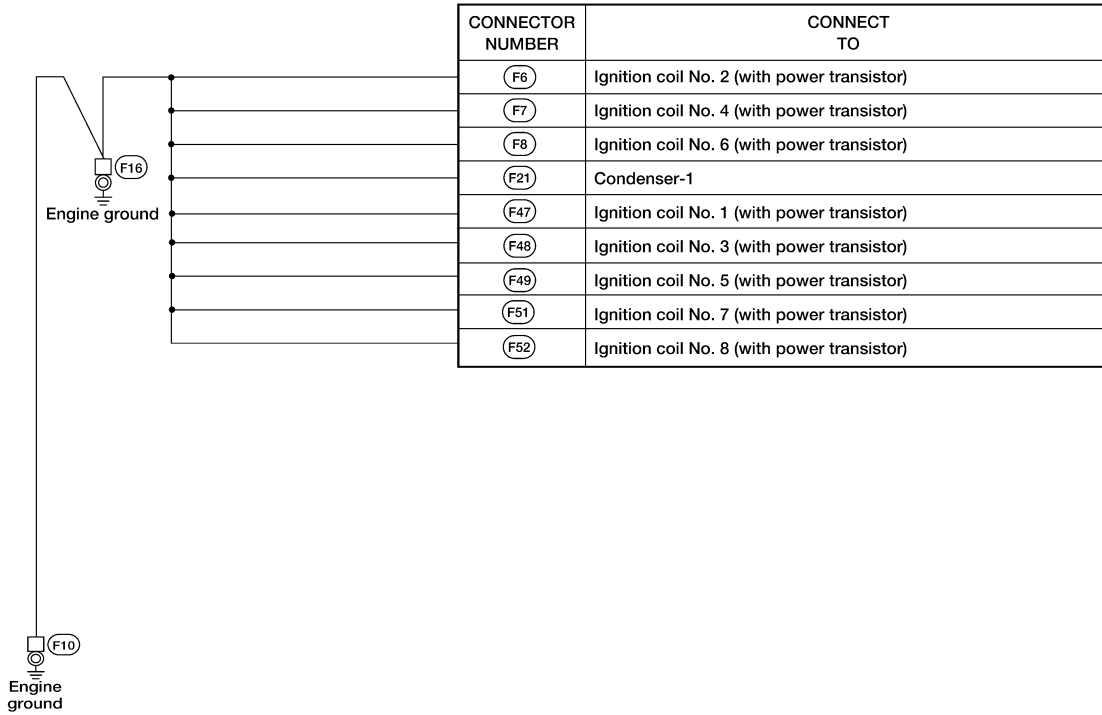 CONNECTOR NUMBER
CONNECT TO
F6 Ignition coil No. 2 (with power transistor)
F7 Ignition coil No. 4 (with power transistor)
F8 Ignition coil No. 6 (with power transistor)
F21 Condenser-1
F47 Ignition coil No. 1 (with power transistor)
F48 Ignition coil No. 3 (with power transistor)
F49 Ignition coil No. 5 (with power transistor)
F51 Ignition coil No. 7 (with power transistor)
F52 Ignition coil No. 8 (with power transistor)
F16
Engine ground
F10
Engine
ground